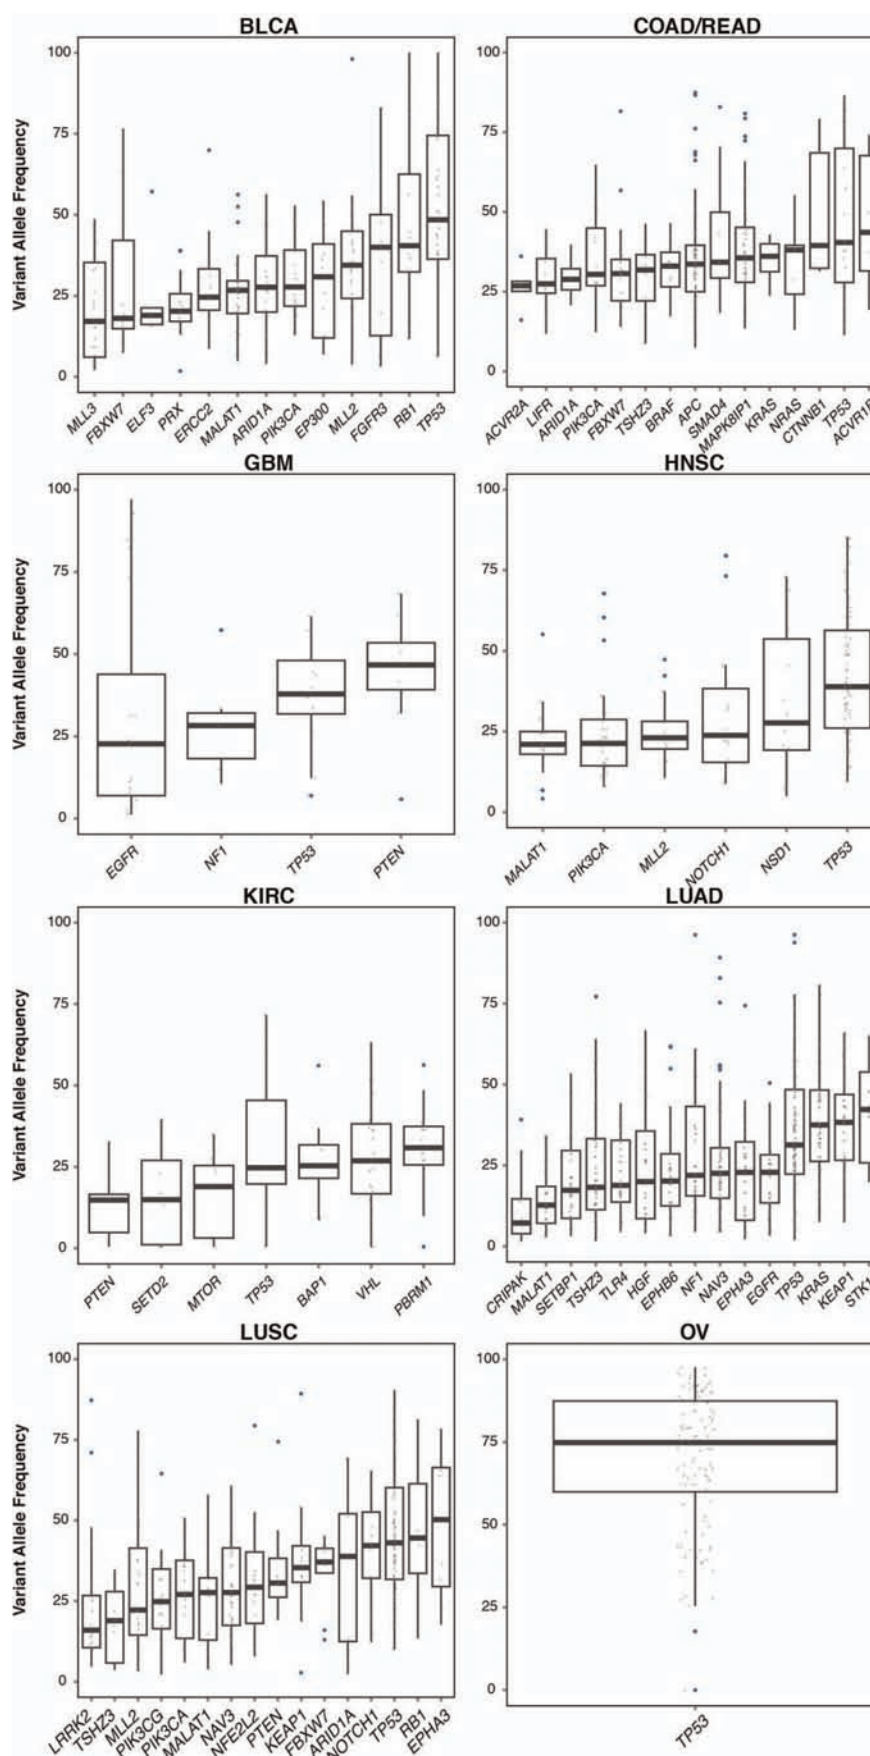 BLCA
Variant Allele Frequency
100
75
50
25
0
MLL3
FBXW7
ELF3
PRX
ERCC2
MALAT1
ARID1A
PIK3CA
EP300
MLL2
FGFR3
RB1
TP53
COAD/READ
100
75
50
25
0
ACVR2A
LIFR
ARID1A
PIK3CA
FBXW7
TSHZ3
BRAF
APC
SMAD4
MAPK8IP1
KRAS
NRAS
CTNNB1
TP53
ACVR1B
GBM
Variant Allele Frequency
100
75
50
25
0
EGFR
NF1
TP53
PTEN
HNSC
100
75
50
25
0
MALAT1
PIK3CA
MLL2
NOTCH1
NSD1
TP53
KIRC
Variant Allele Frequency
100
75
50
25
0
PTEN
SETD2
MTOR
TP53
BAP1
VHL
PBRM1
LUAD
100
75
50
25
0
CRIPAK
MALAT1
SETBP1
TSHZ3
TLR4
HGF
EPHB6
NF1
NAV3
EPHA3
EGFR
TP53
KRAS
KEAP1
STK1
LUSC
Variant Allele Frequency
100
75
50
25
0
LRRK2
TSHZ3
MLL2
PIK3CG
PIK3CA
MALAT1
NAV3
NFE2L2
PTEN
KEAP1
FBXW7
ARID1A
NOTCH1
TP53
RB1
EPHA3
OV
100
75
50
25
0
TP53